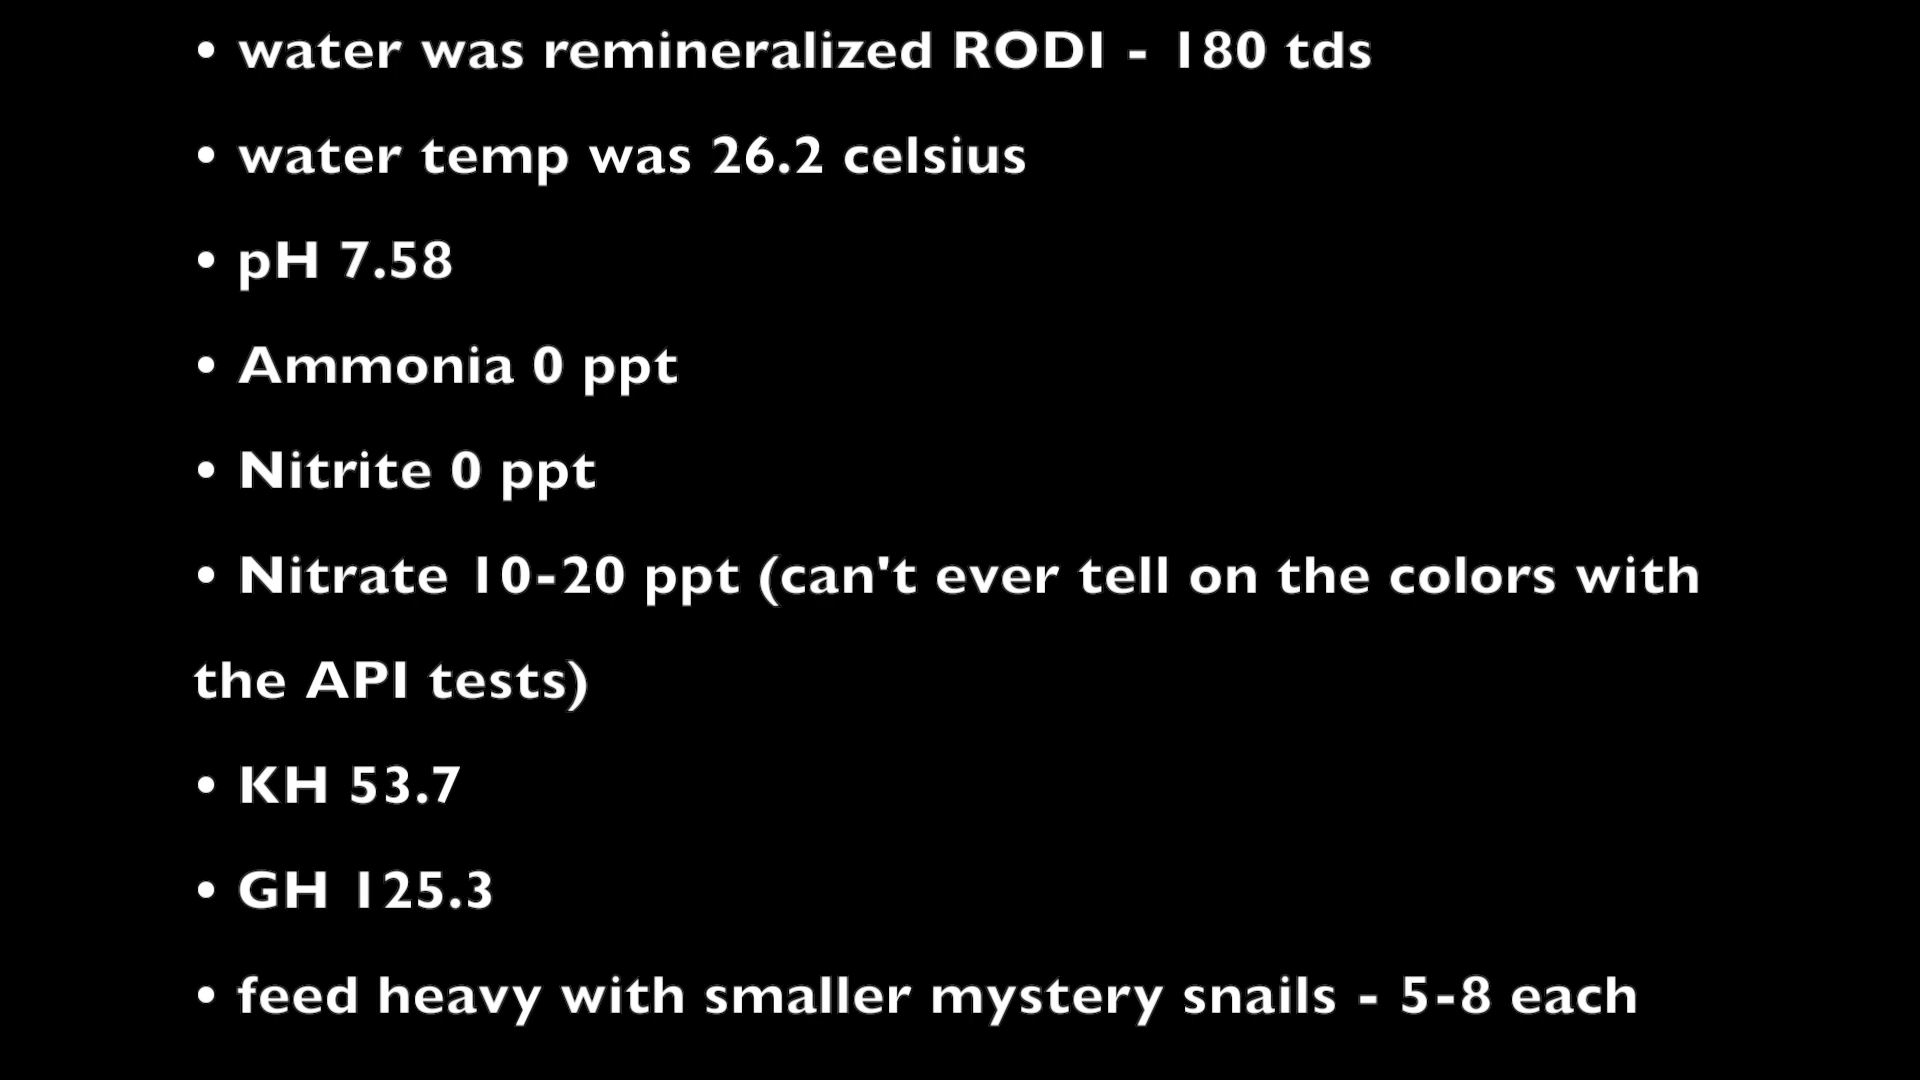 • water was remineralized RODI - 180 tds
• water temp was 26.2 celsius
• pH 7.58
• Ammonia 0 ppt
• Nitrite 0 ppt
• Nitrate 10-20 ppt (can't ever tell on the colors with
the API tests)
• KH 53.7
• GH 125.3
• feed heavy with smaller mystery snails - 5-8 each